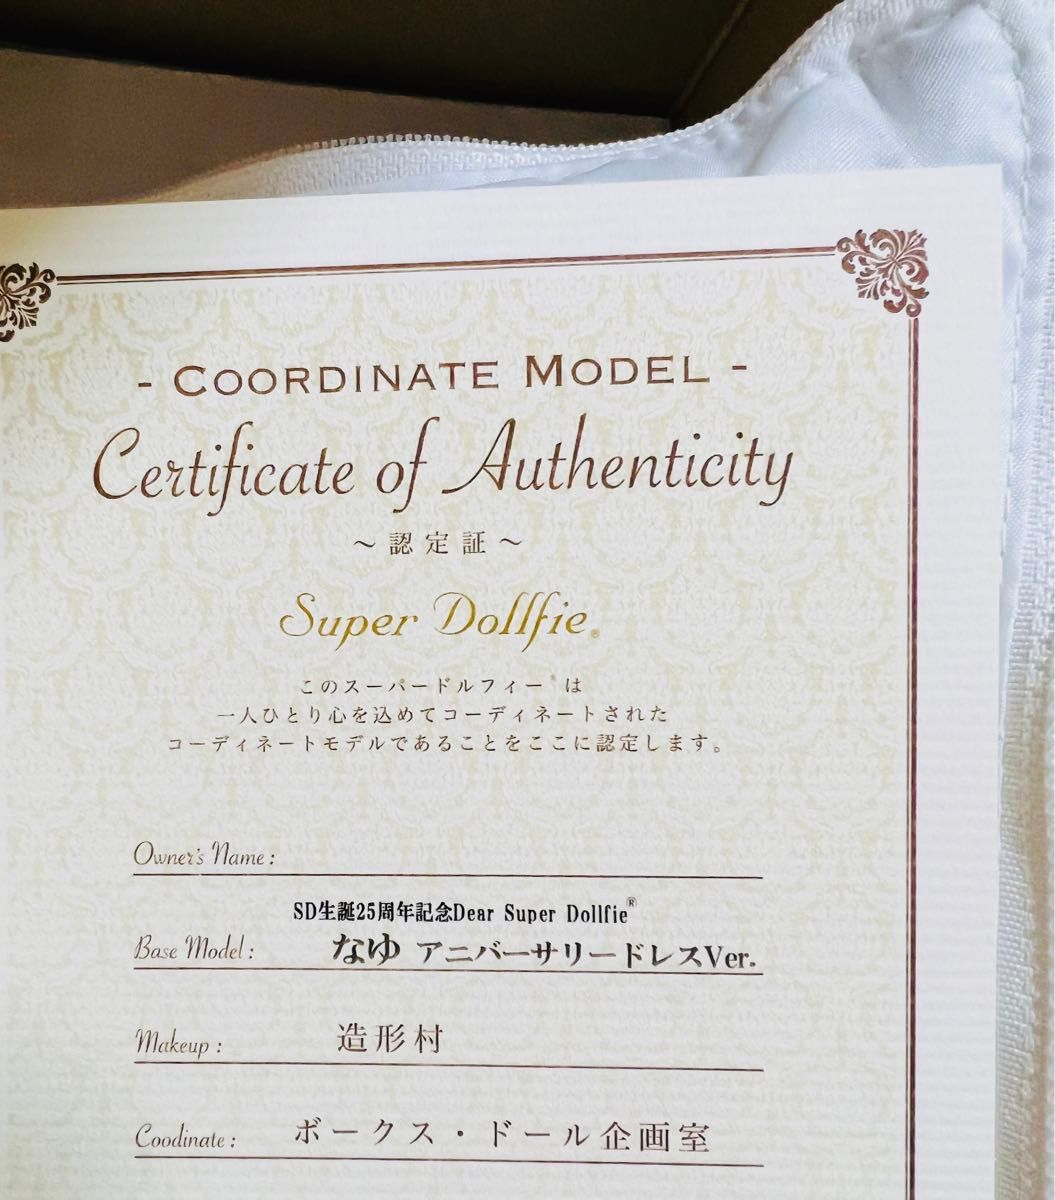 - COORDINATE MODEL -
Certificate of Authenticity
～認定証～
Super Dollfie®
このスーパードルフィー®は
一人ひとり心を込めてコーディネートされた
コーディネートモデルであることをここに認定します。
Owner's Name :
SD生誕25周年記念Dear Super Dollfie®
Base Model : なゆ アニバーサリードレスVer.
Makeup : 造形村
Coodinate : ボークス・ドール企画室